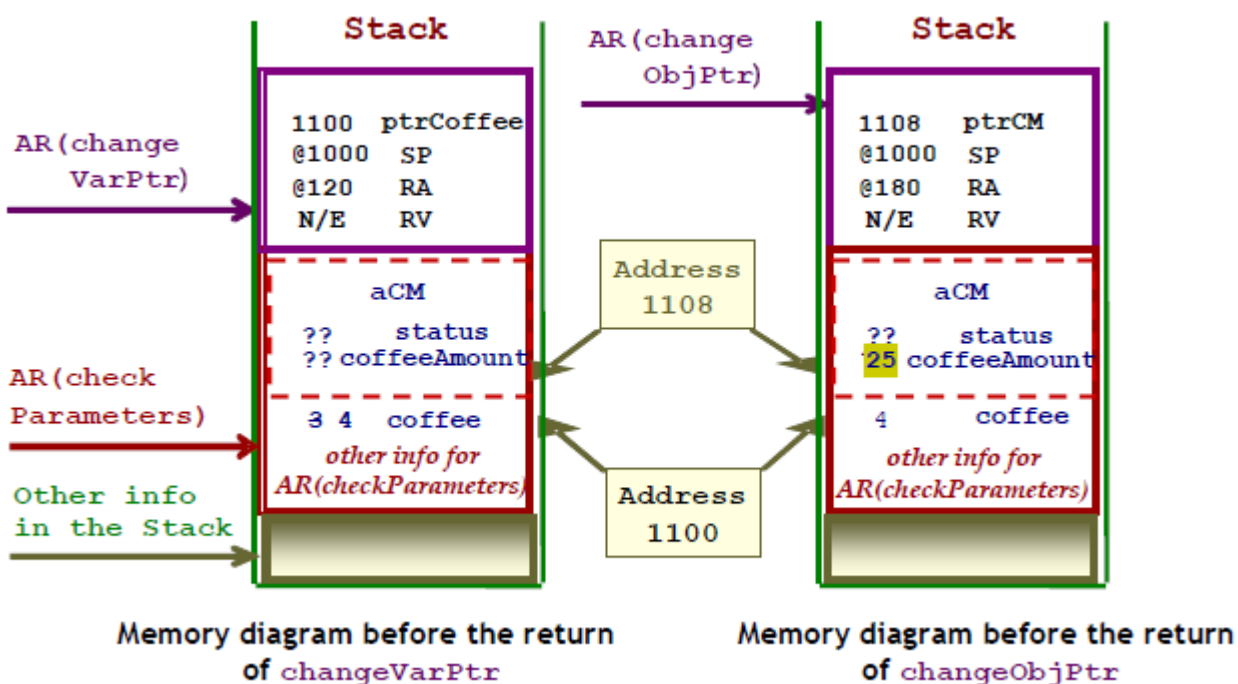 Stack
AR(change
VarPtr)
1100 ptrCoffee
@1000 SP
@120 RA
N/E RV
aCM
?? status
?? coffeeAmount
AR(check
Parameters)
3 4 coffee
other info for
AR(checkParameters)
Other info
in the Stack
Memory diagram before the return
of changeVarPtr
Address
1108
Address
1100
Stack
AR(change
ObjPtr)
1108 ptrCM
@1000 SP
@180 RA
N/E RV
aCM
?? status
25 coffeeAmount
4 coffee
other info for
AR(checkParameters)
Memory diagram before the return
of changeObjPtr